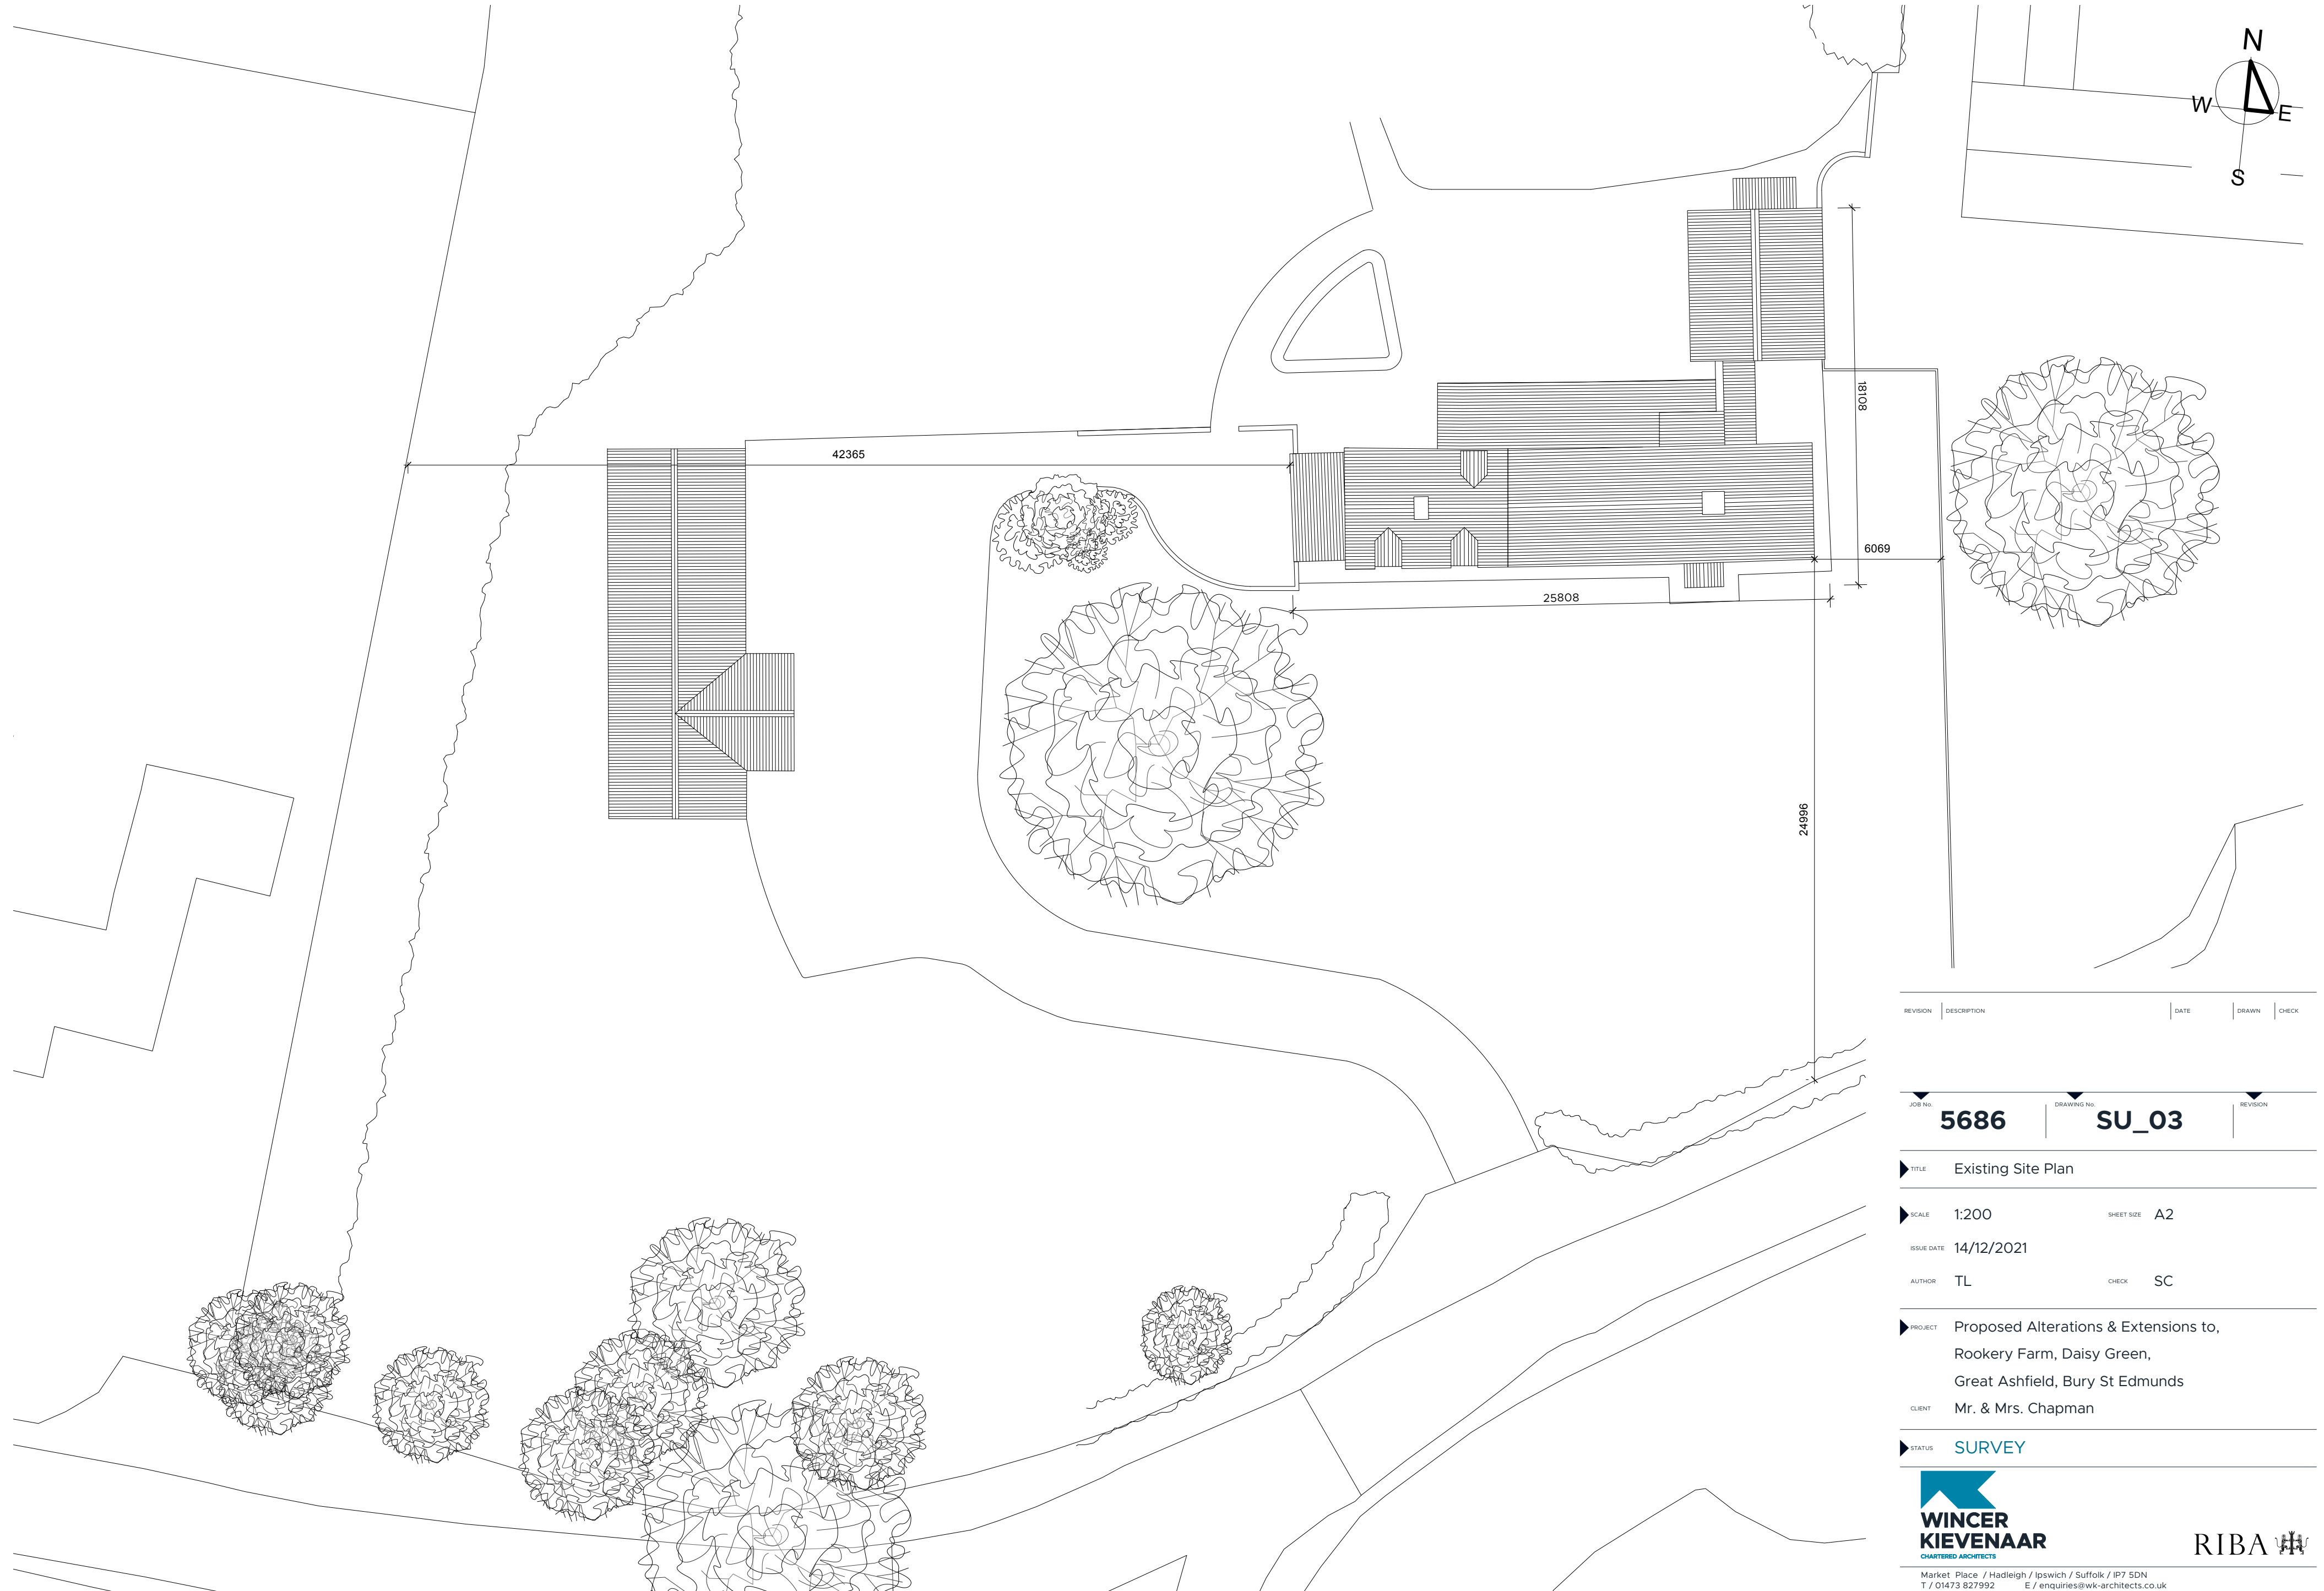 N
W
E
S
42365
18108
6069
25808
24996
REVISION DESCRIPTION DATE DRAWN CHECK
JOB No. 5686 DRAWING No. SU_03 REVISION
TITLE Existing Site Plan
SCALE 1:200 SHEET SIZE A2
ISSUE DATE 14/12/2021
AUTHOR TL CHECK SC
PROJECT Proposed Alterations & Extensions to,
Rookery Farm, Daisy Green,
Great Ashfield, Bury St Edmunds
CLIENT Mr. & Mrs. Chapman
STATUS SURVEY
WINCER
KIEVENAAR
CHARTERED ARCHITECTS
RIBA
Market Place / Hadleigh / Ipswich / Suffolk / IP7 5DN
T / 01473 827992 E / enquiries@wk-architects.co.uk